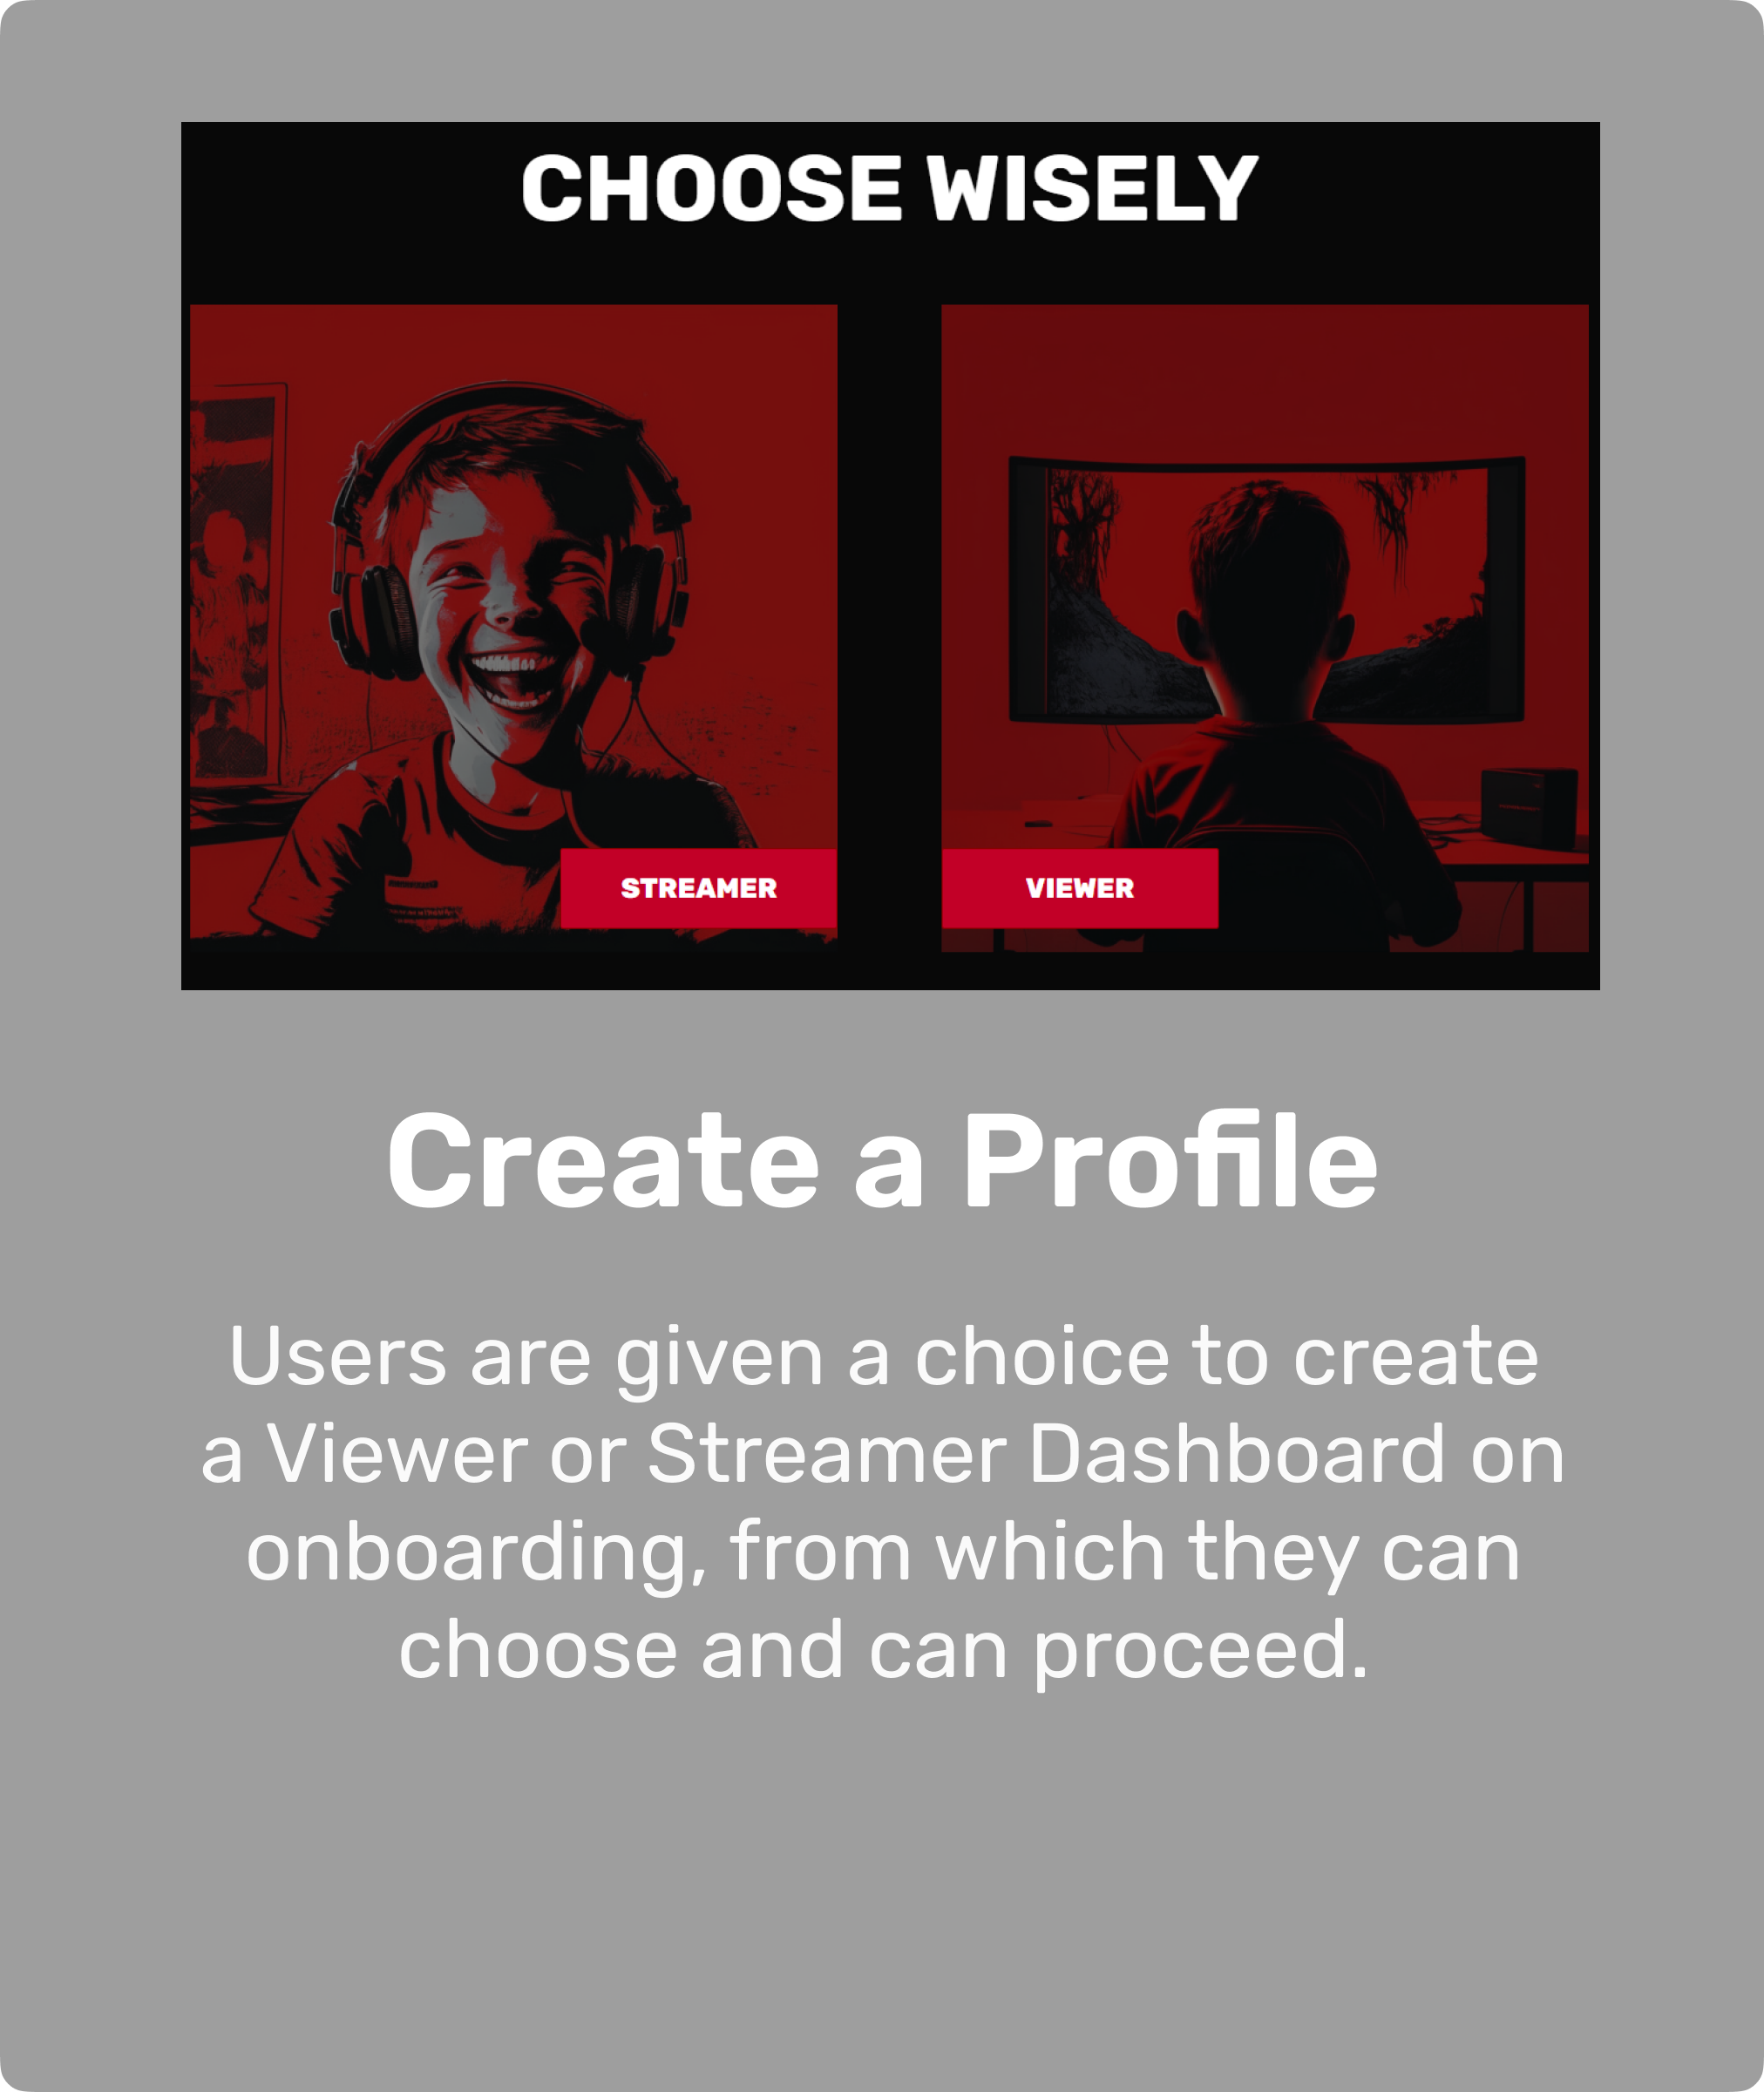 CHOOSE WISELY
STREAMER
VIEWER
Create a Profile
Users are given a choice to create
a Viewer or Streamer Dashboard on
onboarding, from which they can
choose and can proceed.